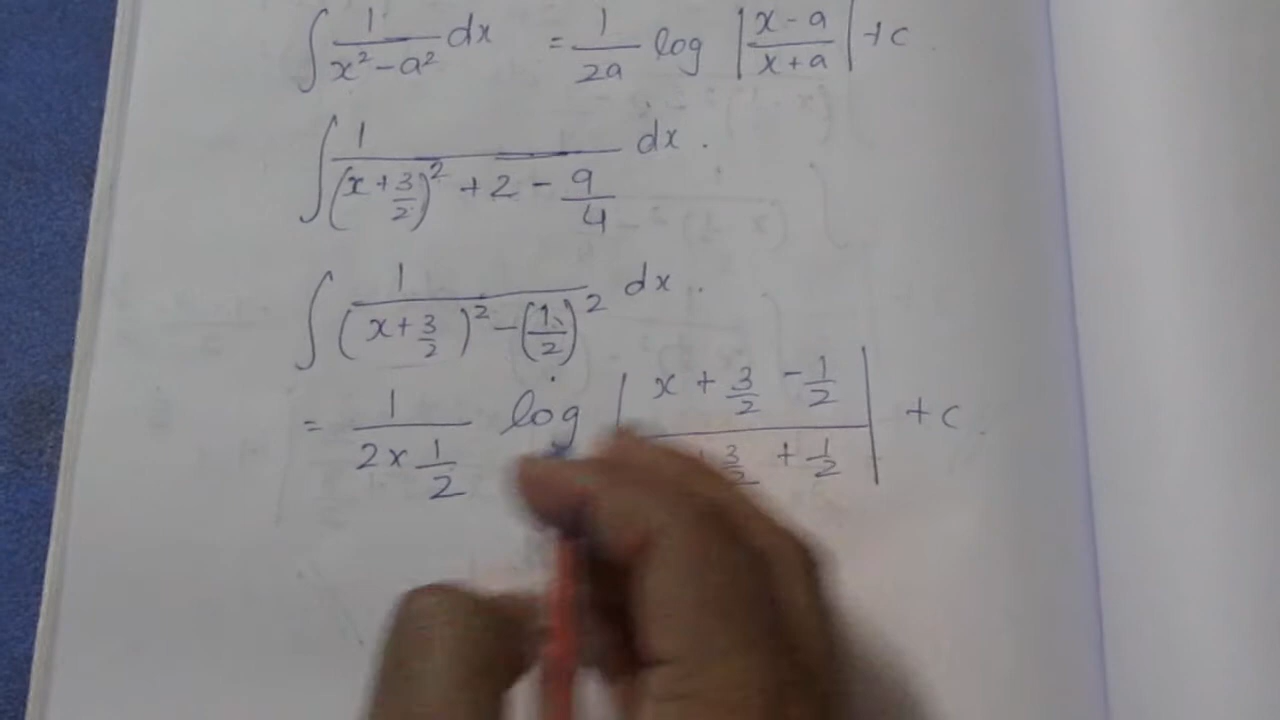 ∫ 1/(x² - a²) dx = 1/2a log |(x - a)/(x + a)| + c
∫ 1/((x + 3/2)² + 2 - 9/4) dx .
∫ 1/((x + 3/2)² - (1/2)²) dx .
= 1/(2 x 1/2) log |(x + 3/2 - 1/2)/( + 3/2 + 1/2)| + c